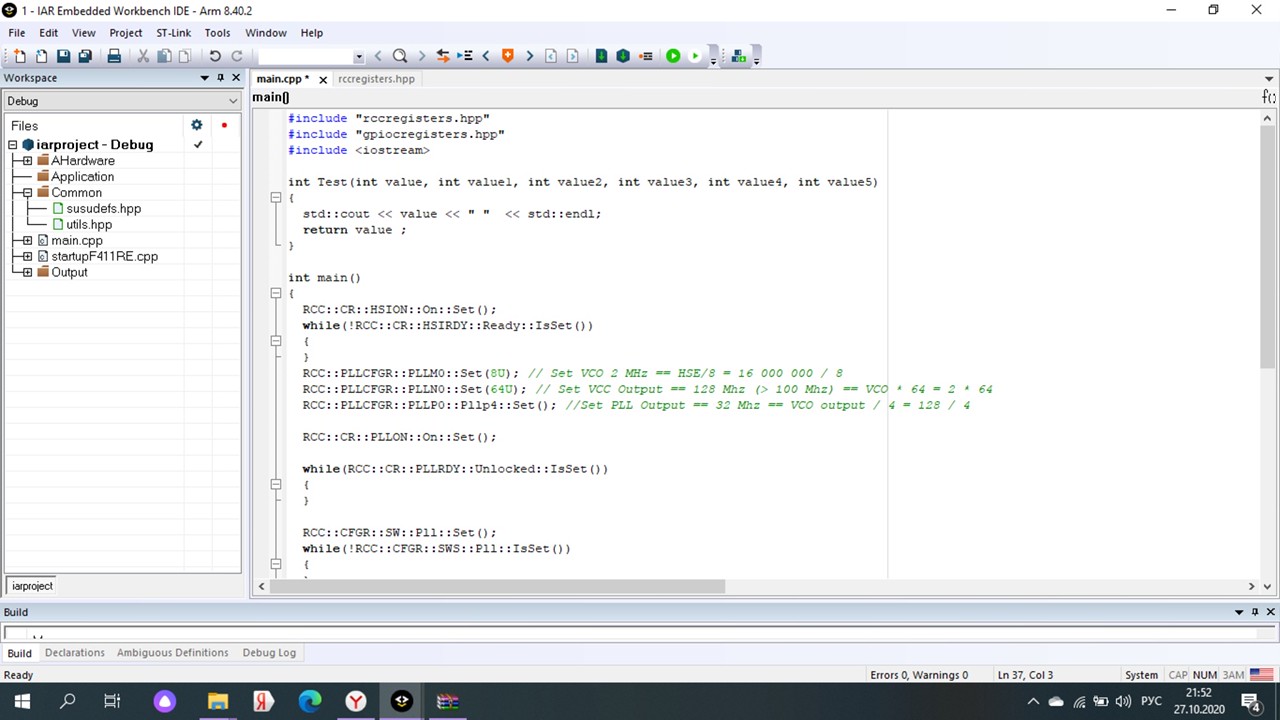 1 - IAR Embedded Workbench IDE - Arm 8.40.2
File Edit View Project ST-Link Tools Window Help
Workspace
main.cpp * rccregisters.hpp
Debug
main()
Files
iarproject - Debug
AHardware
Application
Common
susudefs.hpp
utils.hpp
main.cpp
startupF411RE.cpp
Output
#include "rccregisters.hpp"
#include "gpiocregisters.hpp"
#include <iostream>
int Test(int value, int value1, int value2, int value3, int value4, int value5)
{
std::cout << value << " " << std::endl;
return value ;
}
int main()
{
RCC::CR::HSION::On::Set();
while(!RCC::CR::HSIRDY::Ready::IsSet())
{
}
RCC::PLLCFGR::PLLM0::Set(8U); // Set VCO 2 MHz == HSE/8 = 16 000 000 / 8
RCC::PLLCFGR::PLLN0::Set(64U); // Set VCC Output == 128 Mhz (> 100 Mhz) == VCO * 64 = 2 * 64
RCC::PLLCFGR::PLLP0::Pllp4::Set(); //Set PLL Output == 32 Mhz == VCO output / 4 = 128 / 4
RCC::CR::PLLON::On::Set();
while(RCC::CR::PLLRDY::Unlocked::IsSet())
{
}
RCC::CFGR::SW::Pll::Set();
while(!RCC::CFGR::SWS::Pll::IsSet())
{
iarproject
Build
Build Declarations Ambiguous Definitions Debug Log
Ready Errors 0, Warnings 0 Ln 37, Col 3 System CAP NUM ЗАМ
РУС
21:52
27.10.2020
4